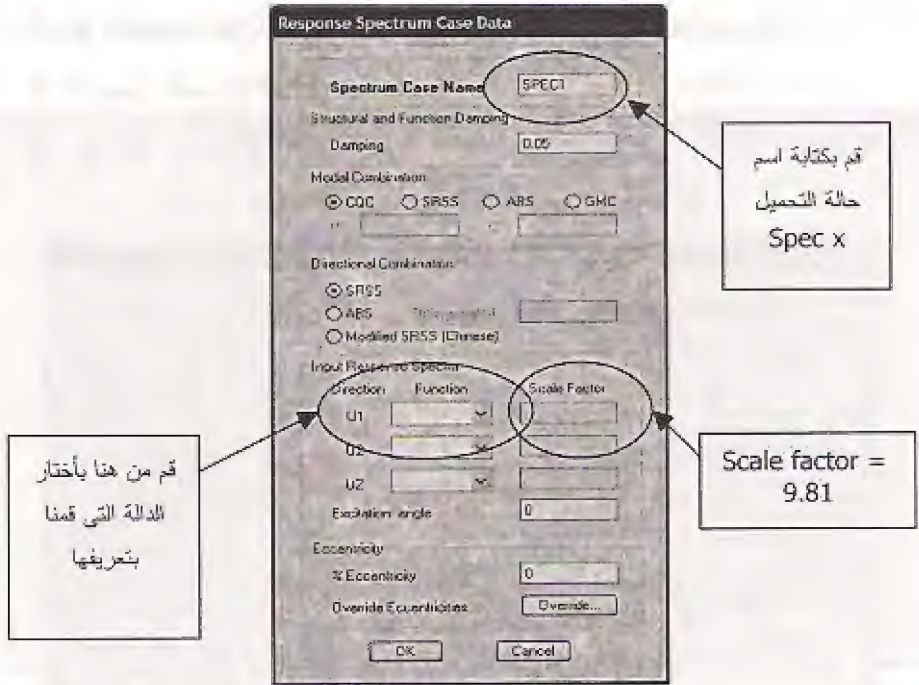 Response Spectrum Case Data
Spectrum Case Name SPEC1
Structural and Function Damping
Damping 0.05
Modal Combination
CQC SRSS ABS GMC
Directional Combination
SRSS
ABS
Modified SRSS (Chinese)
Input Response Spectra
Direction Function Scale Factor
U1
U2
UZ
Excitation angle 0
Eccentricity
% Eccentricity 0
Override Eccentricities Override...
OK Cancel
قم بكتابة اسم
حالة التحميل
Spec x
Scale factor =
9.81
قم من هنا بأختار
الدالة التي قمنا
بتعريفها